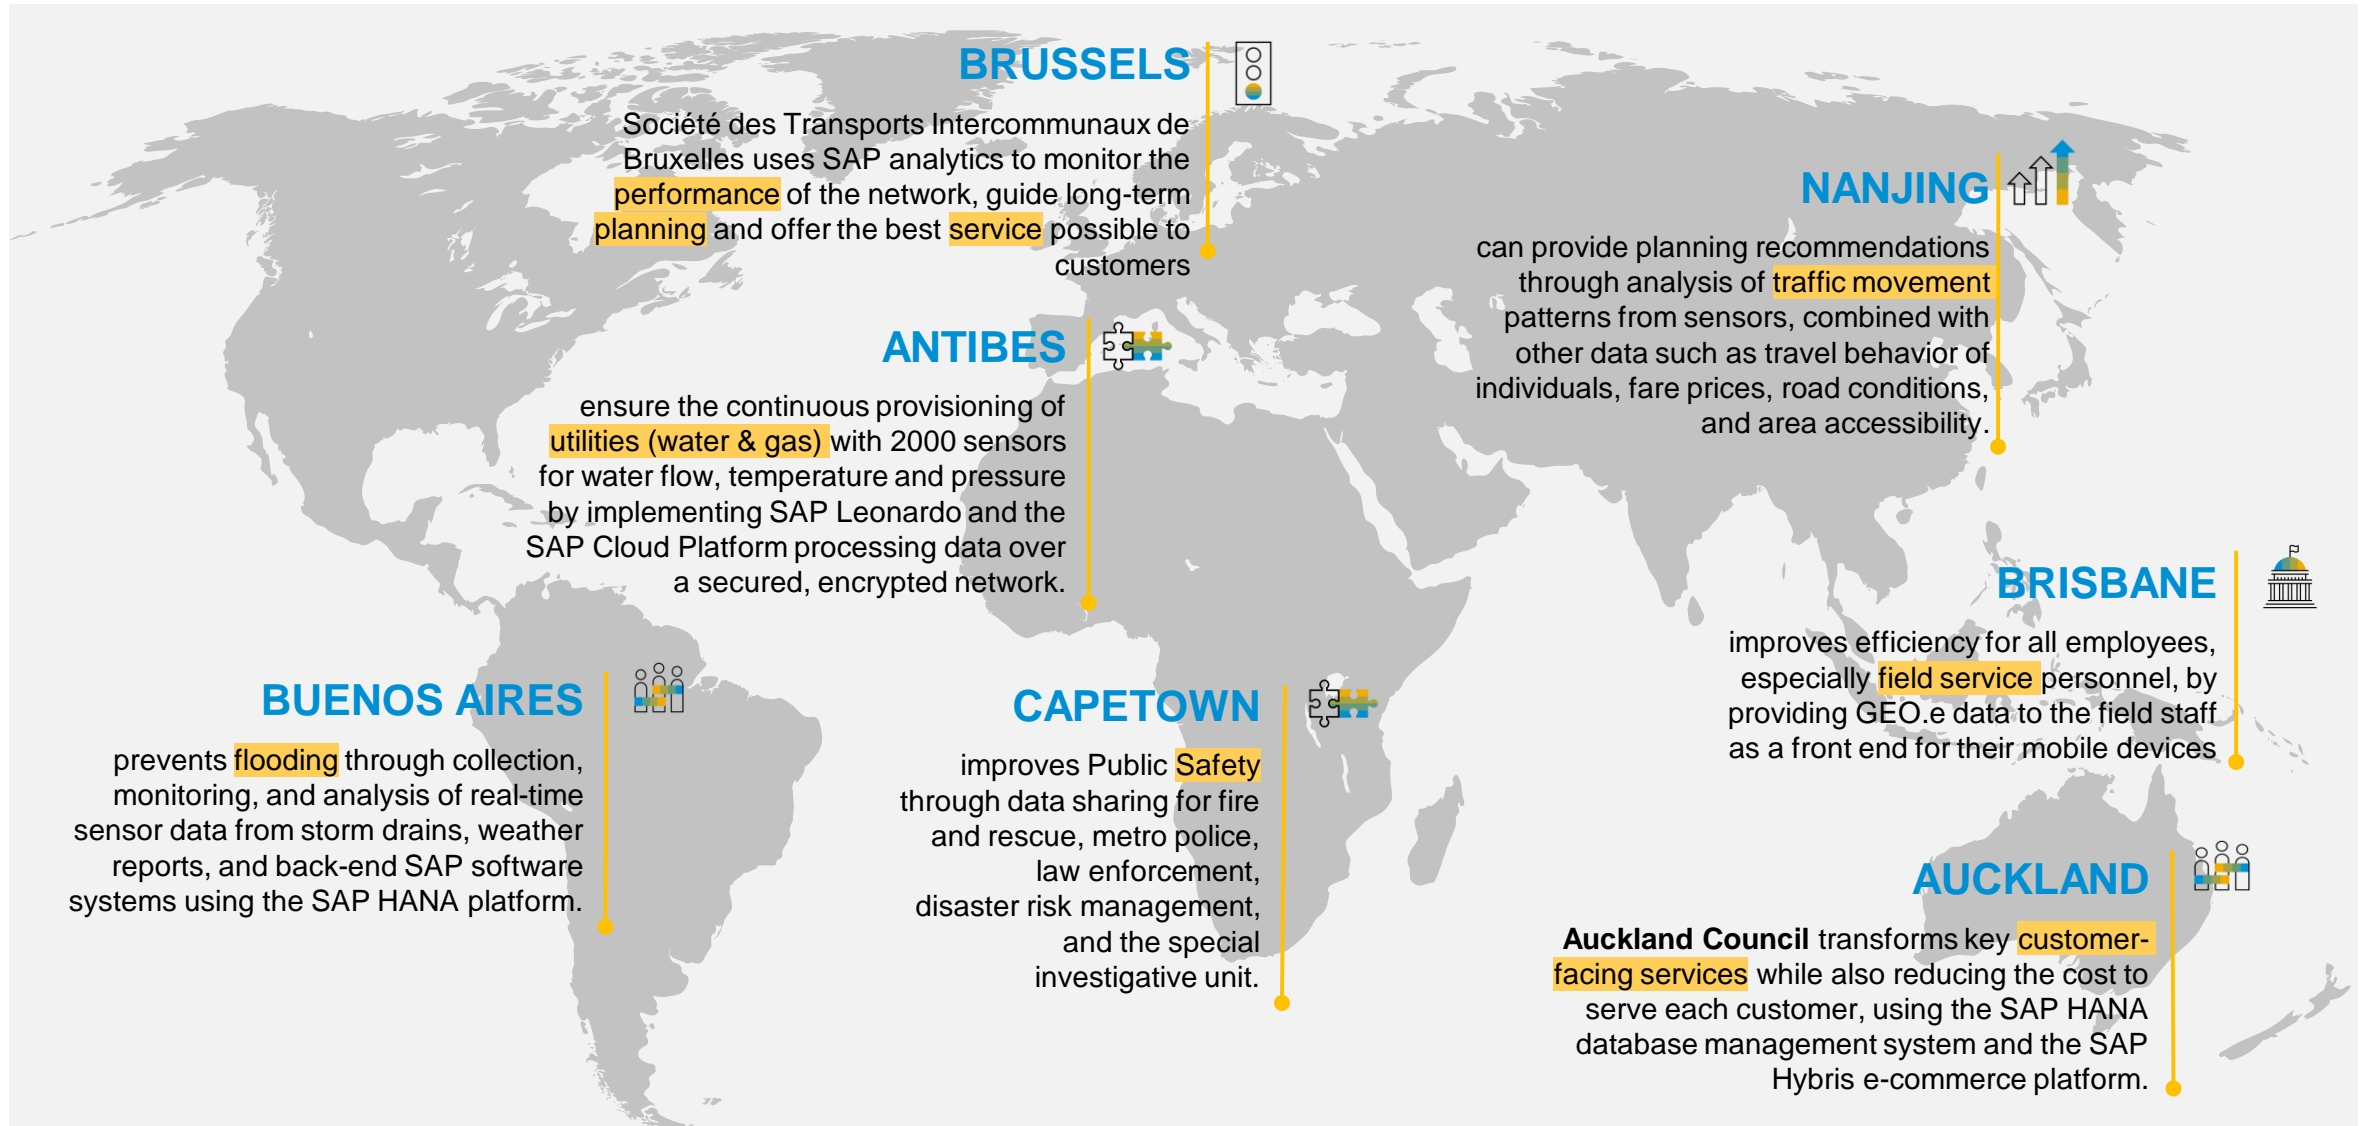 BRUSSELS
Société des Transports Intercommunaux de
Bruxelles uses SAP analytics to monitor the
performance of the network, guide long-term
planning and offer the best service possible to
customers
NANJING
can provide planning recommendations
through analysis of traffic movement
patterns from sensors, combined with
other data such as travel behavior of
individuals, fare prices, road conditions,
and area accessibility.
ANTIBES
ensure the continuous provisioning of
utilities (water & gas) with 2000 sensors
for water flow, temperature and pressure
by implementing SAP Leonardo and the
SAP Cloud Platform processing data over
a secured, encrypted network.
BRISBANE
improves efficiency for all employees,
especially field service personnel, by
providing GEO.e data to the field staff
as a front end for their mobile devices
BUENOS AIRES
prevents flooding through collection,
monitoring, and analysis of real-time
sensor data from storm drains, weather
reports, and back-end SAP software
systems using the SAP HANA platform.
CAPETOWN
improves Public Safety
through data sharing for fire
and rescue, metro police,
law enforcement,
disaster risk management,
and the special
investigative unit.
AUCKLAND
Auckland Council transforms key customer-
facing services while also reducing the cost to
serve each customer, using the SAP HANA
database management system and the SAP
Hybris e-commerce platform.